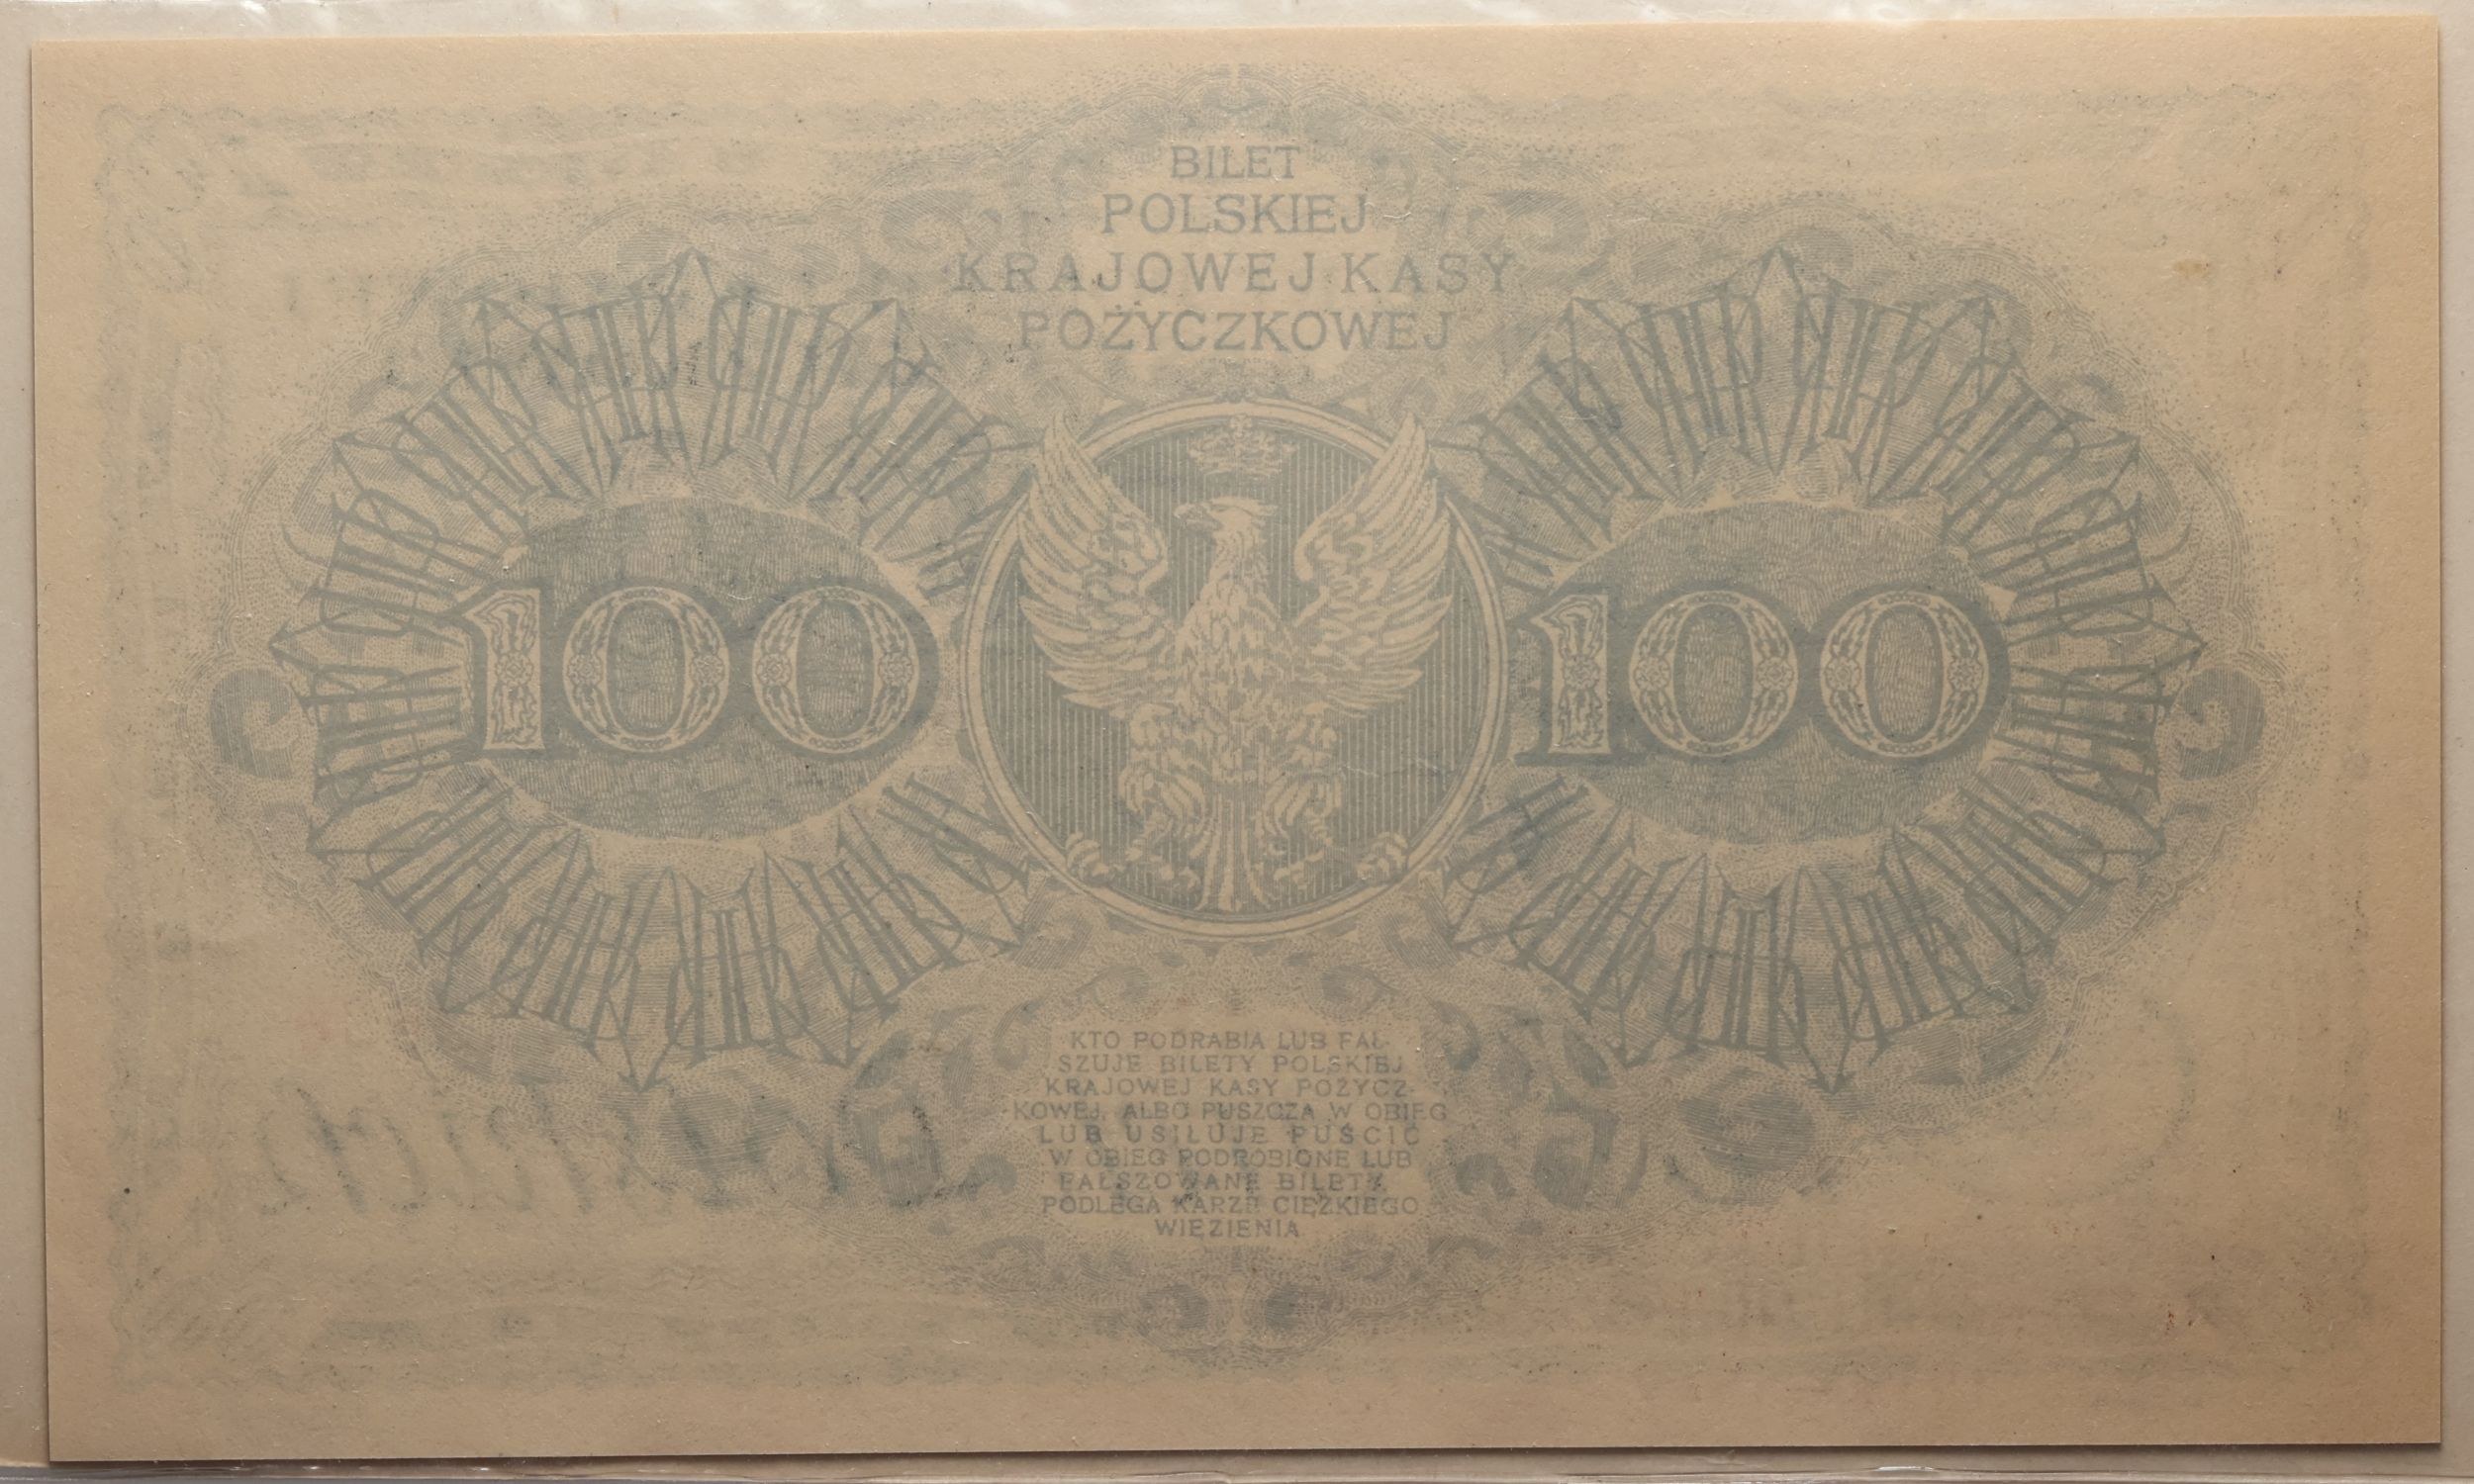 BILET
POLSKIEJ
KRAJOWEJ KASY
POŻYCZKOWEJ
100 100
KTO PODRABIA LUB FAŁ-
SZUJE BILETY POLSKIEJ
KRAJOWEJ KASY POŻYCZ-
KOWEJ, ALBO PUSZCZA W OBIEG
LUB USIŁUJE PUŚCIĆ
W OBIEG PODROBIONE LUB
FAŁSZOWANE BILETY,
PODLEGA KARZE CIĘŻKIEGO
WIĘZIENIA